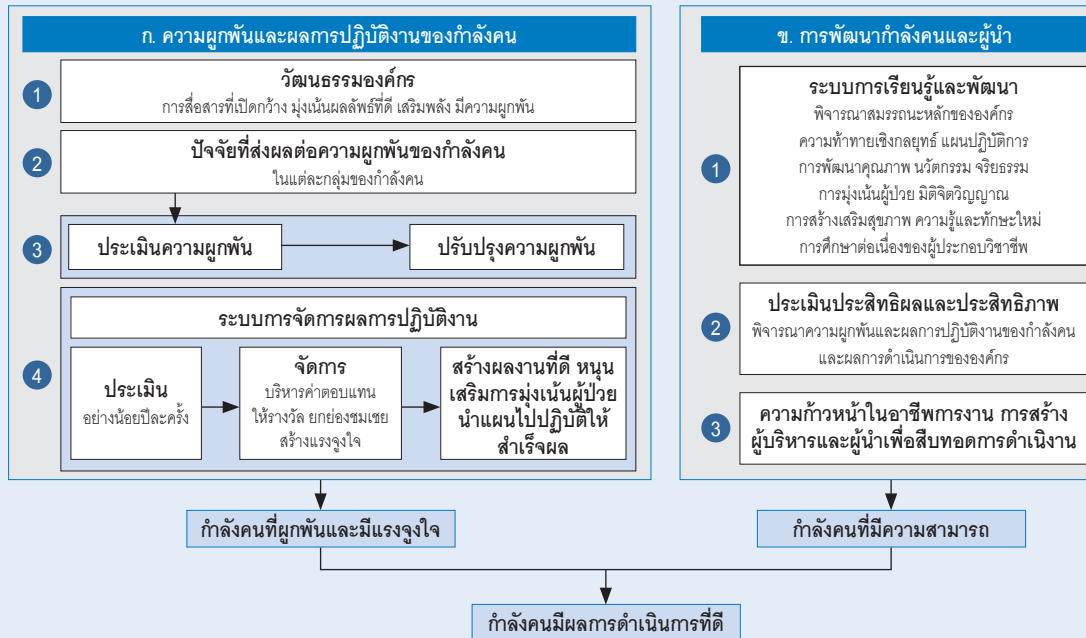 ก. ความผูกพันและผลการปฏิบัติงานของกำลังคน
1
วัฒนธรรมองค์กร
การสื่อสารที่เปิดกว้าง มุ่งเน้นผลลัพธ์ที่ดี เสริมพลัง มีความผูกพัน
2
ปัจจัยที่ส่งผลต่อความผูกพันของกำลังคน
ในแต่ละกลุ่มของกำลังคน
3
ประเมินความผูกพัน
ปรับปรุงความผูกพัน
4
ระบบการจัดการผลการปฏิบัติงาน
ประเมิน
อย่างน้อยปีละครั้ง
จัดการ
บริหารค่าตอบแทน
ให้รางวัล ยกย่องชมเชย
สร้างแรงจูงใจ
สร้างผลงานที่ดี หนุน
เสริมการมุ่งเน้นผู้ป่วย
นำแผนไปปฏิบัติให้
สำเร็จผล
ข. การพัฒนากำลังคนและผู้นำ
1
ระบบการเรียนรู้และพัฒนา
พิจารณาสมรรถนะหลักขององค์กร
ความท้าทายเชิงกลยุทธ์ แผนปฏิบัติการ
การพัฒนาคุณภาพ นวัตกรรม จริยธรรม
การมุ่งเน้นผู้ป่วย มิติจิตวิญญาณ
การสร้างเสริมสุขภาพ ความรู้และทักษะใหม่
การศึกษาต่อเนื่องของผู้ประกอบวิชาชีพ
2
ประเมินประสิทธิผลและประสิทธิภาพ
พิจารณาความผูกพันและผลการปฏิบัติงานของกำลังคน
และผลการดำเนินการขององค์กร
3
ความก้าวหน้าในอาชีพการงาน การสร้าง
ผู้บริหารและผู้นำเพื่อสืบทอดการดำเนิงาน
กำลังคนที่ผูกพันและมีแรงจูงใจ
กำลังคนที่มีความสามารถ
กำลังคนมีผลการดำเนินการที่ดี